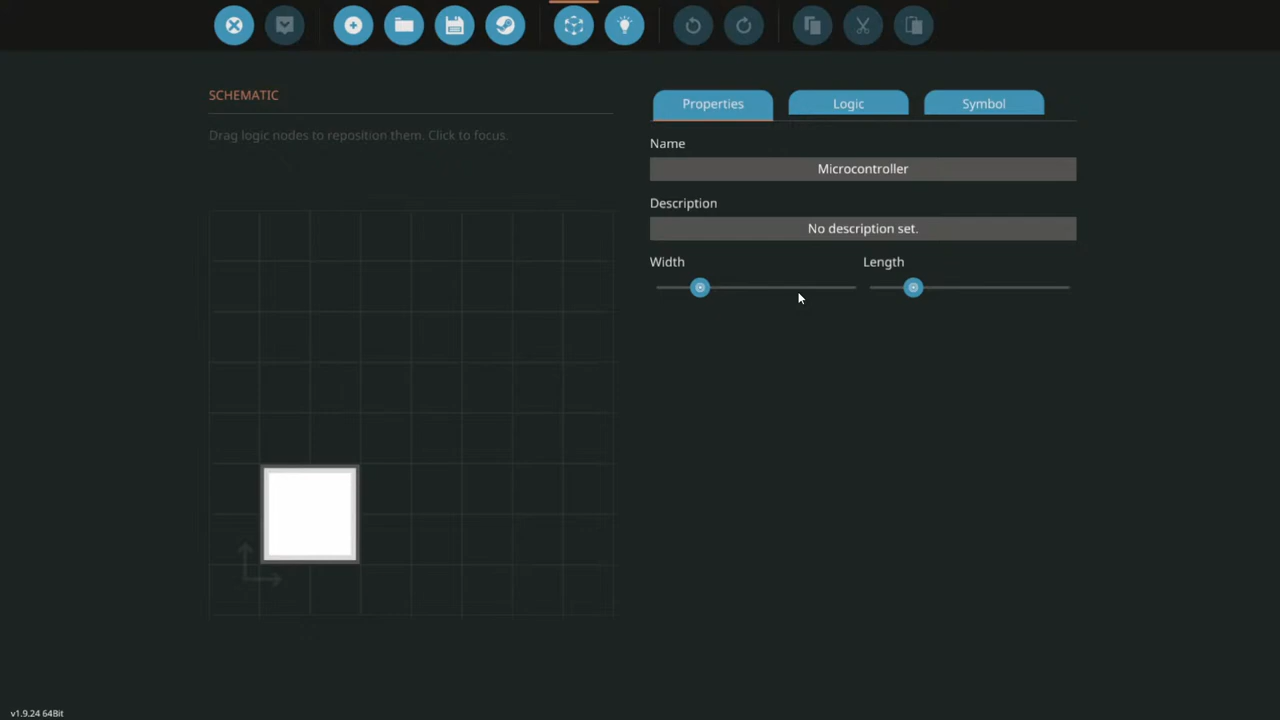 SCHEMATIC
Drag logic nodes to reposition them. Click to focus.
Properties
Logic
Symbol
Name
Microcontroller
Description
No description set.
Width
Length
v1.9.24 64Bit